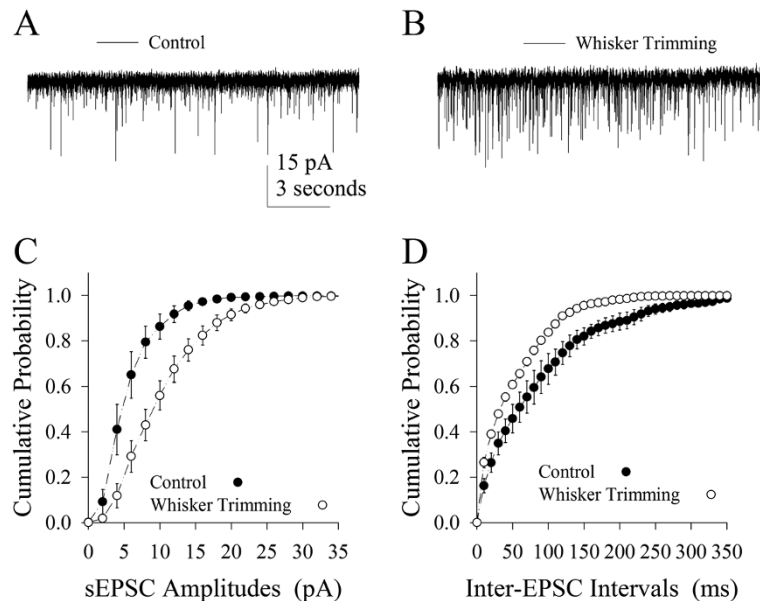 A
Control
15 pA
3 seconds
B
Whisker Trimming
C
Cumulative Probability
1.0
0.8
0.6
0.4
0.2
0.0
Control
Whisker Trimming
0 5 10 15 20 25 30 35
sEPSC Amplitudes (pA)
D
Cumulative Probability
1.0
0.8
0.6
0.4
0.2
0.0
Control
Whisker Trimming
0 50 100 150 200 250 300 350
Inter-EPSC Intervals (ms)